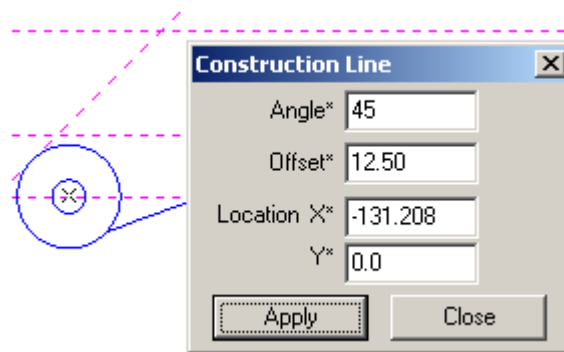 Construction Line
Angle* 45
Offset* 12.50
Location X* -131.208
Y* 0.0
Apply Close